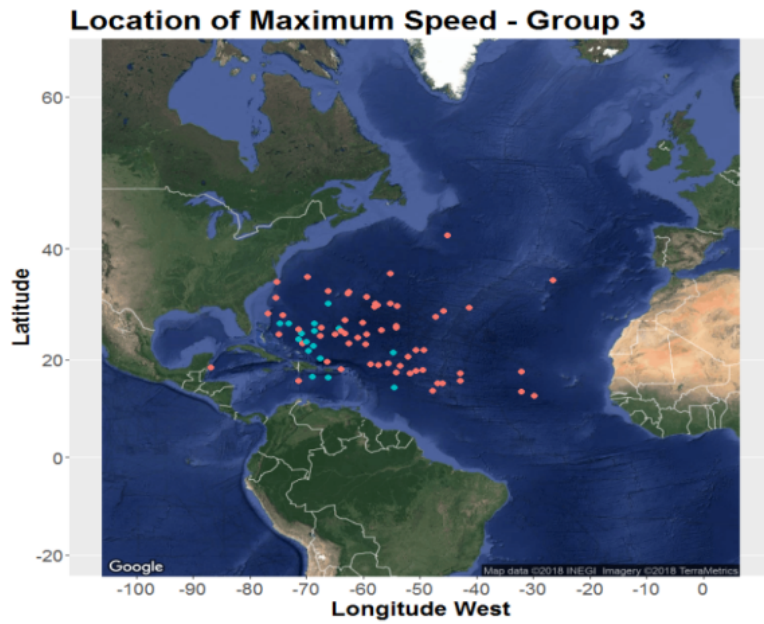 Location of Maximum Speed - Group 3
60
40
20
0
-20
Latitude
Google
Map data ©2018 INEGI Imagery ©2018 TerraMetrics
-100 -90 -80 -70 -60 -50 -40 -30 -20 -10 0
Longitude West